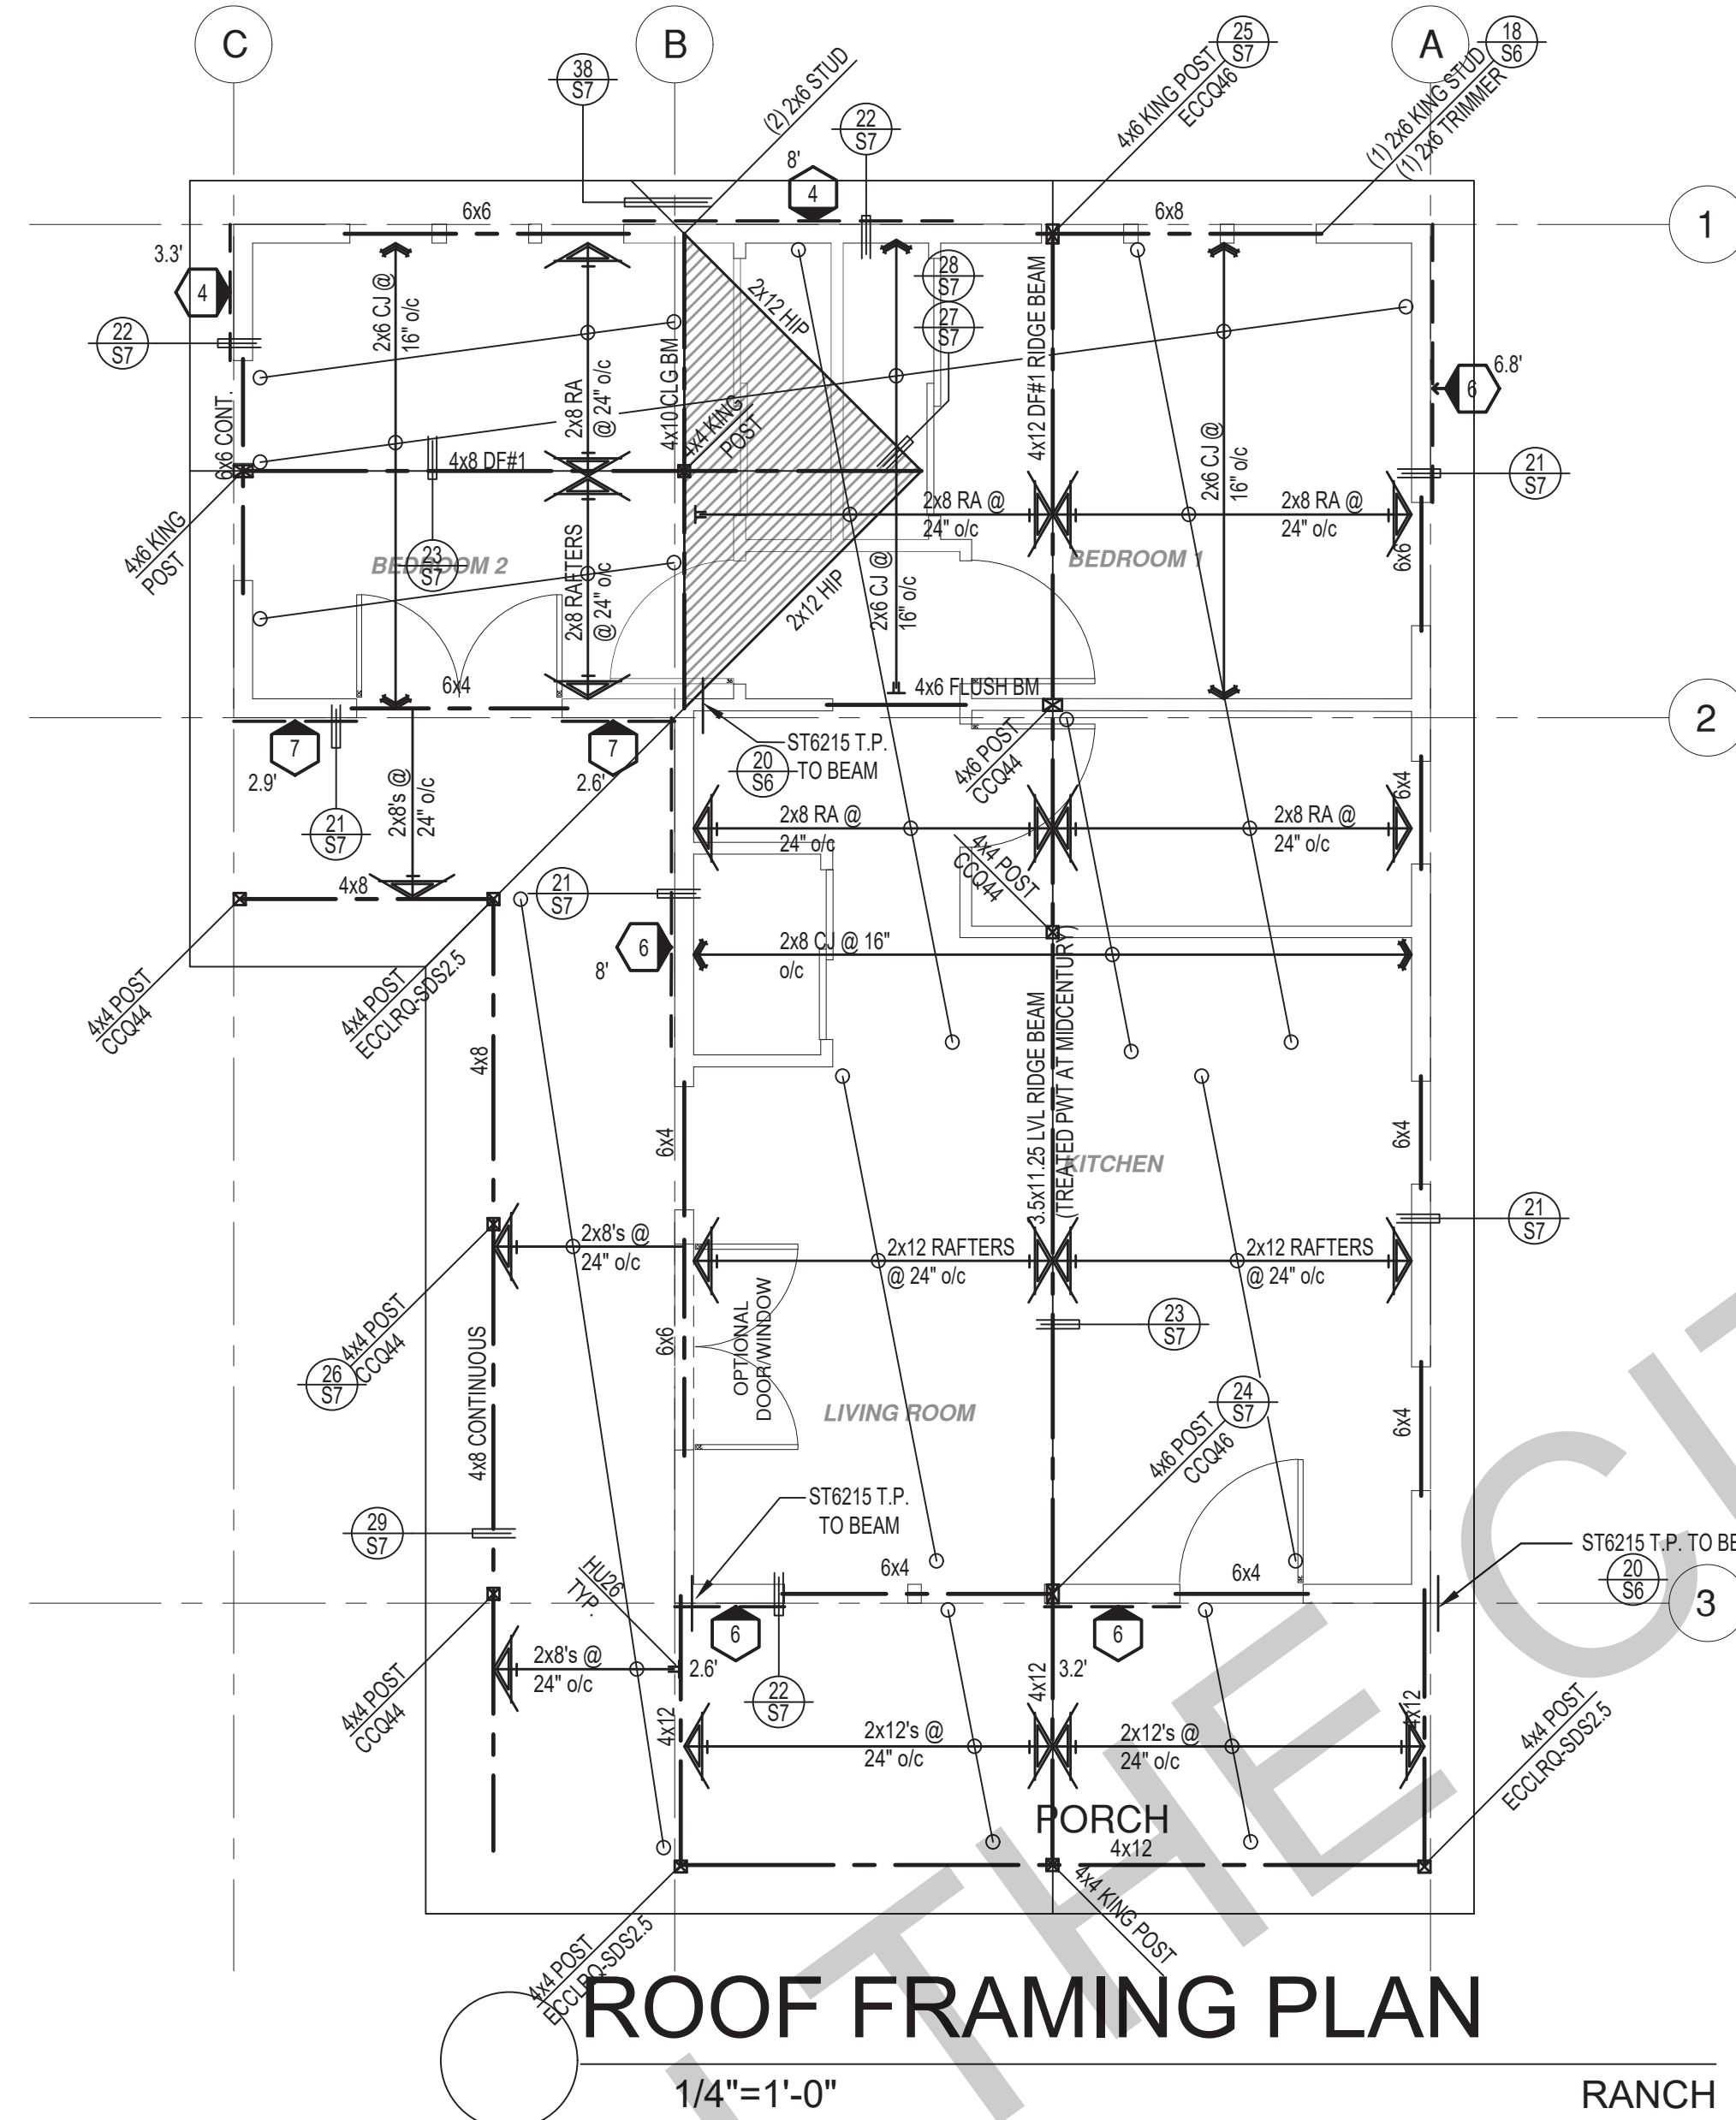 C
B
A
38
S7
(2) 2x6 STUD
22
S7
25
S7
4x6 KING POST
ECCQ46
18
S6
(1) 2x6 KING STUD
(1) 2x6 TRIMMER
8'
4
6x6
6x8
1
3.3'
4
22
S7
2x6 CJ @
16" o/c
2x8 RA
@ 24" o/c
4x10 CLG BM
2x12 HIP
28
S7
27
S7
4x12 DF#1 RIDGE BEAM
2x6 CJ @
16" o/c
6
6.8'
6x6 CONT.
4x8 DF#1
4x4 KING
POST
21
S7
2x8 RA @
24" o/c
2x8 RA @
24" o/c
4x6 KING
POST
BEDROOM 2
23
S7
2x8 RAFTERS
@ 24" o/c
2x12 HIP
2x6 CJ @
16" o/c
BEDROOM 1
6x6
6x4
4x6 FLUSH BM
2
7
2.9'
7
2.6'
21
S7
2x8's @
24" o/c
ST6215 T.P.
TO BEAM
20
S6
4x6 POST
CCQ44
6x4
2x8 RA @
24" o/c
2x8 RA @
24" o/c
4x4 POST
CCQ44
4x8
21
S7
6
8'
2x8 CJ @ 16"
o/c
4x4 POST
CCQ44
4x4 POST
ECCLRQ-SDS2.5
4x8
6x4
3.5x11.25 LVL RIDGE BEAM
(TREATED PWT AT MIDCENTURY)
KITCHEN
6x4
21
S7
2x8's @
24" o/c
2x12 RAFTERS
@ 24" o/c
2x12 RAFTERS
@ 24" o/c
4x4 POST
CCQ44
26
S7
4x8 CONTINUOUS
6x6
OPTIONAL
DOOR/WINDOW
23
S7
LIVING ROOM
24
S7
4x6 POST
CCQ46
6x4
29
S7
ST6215 T.P.
TO BEAM
HU26
TYP.
6x4
6x4
ST6215 T.P. TO BE
20
S6
3
6
6
2x8's @
24" o/c
2.6'
22
S7
4x12
3.2'
4x4 POST
CCQ44
4x12
2x12's @
24" o/c
2x12's @
24" o/c
4x12
4x4 POST
ECCLRQ-SDS2.5
PORCH
4x12
4x4 KING POST
4x4 POST
ECCLRQ-SDS2.5
ROOF FRAMING PLAN
1/4"=1'-0"
RANCH
THE CI